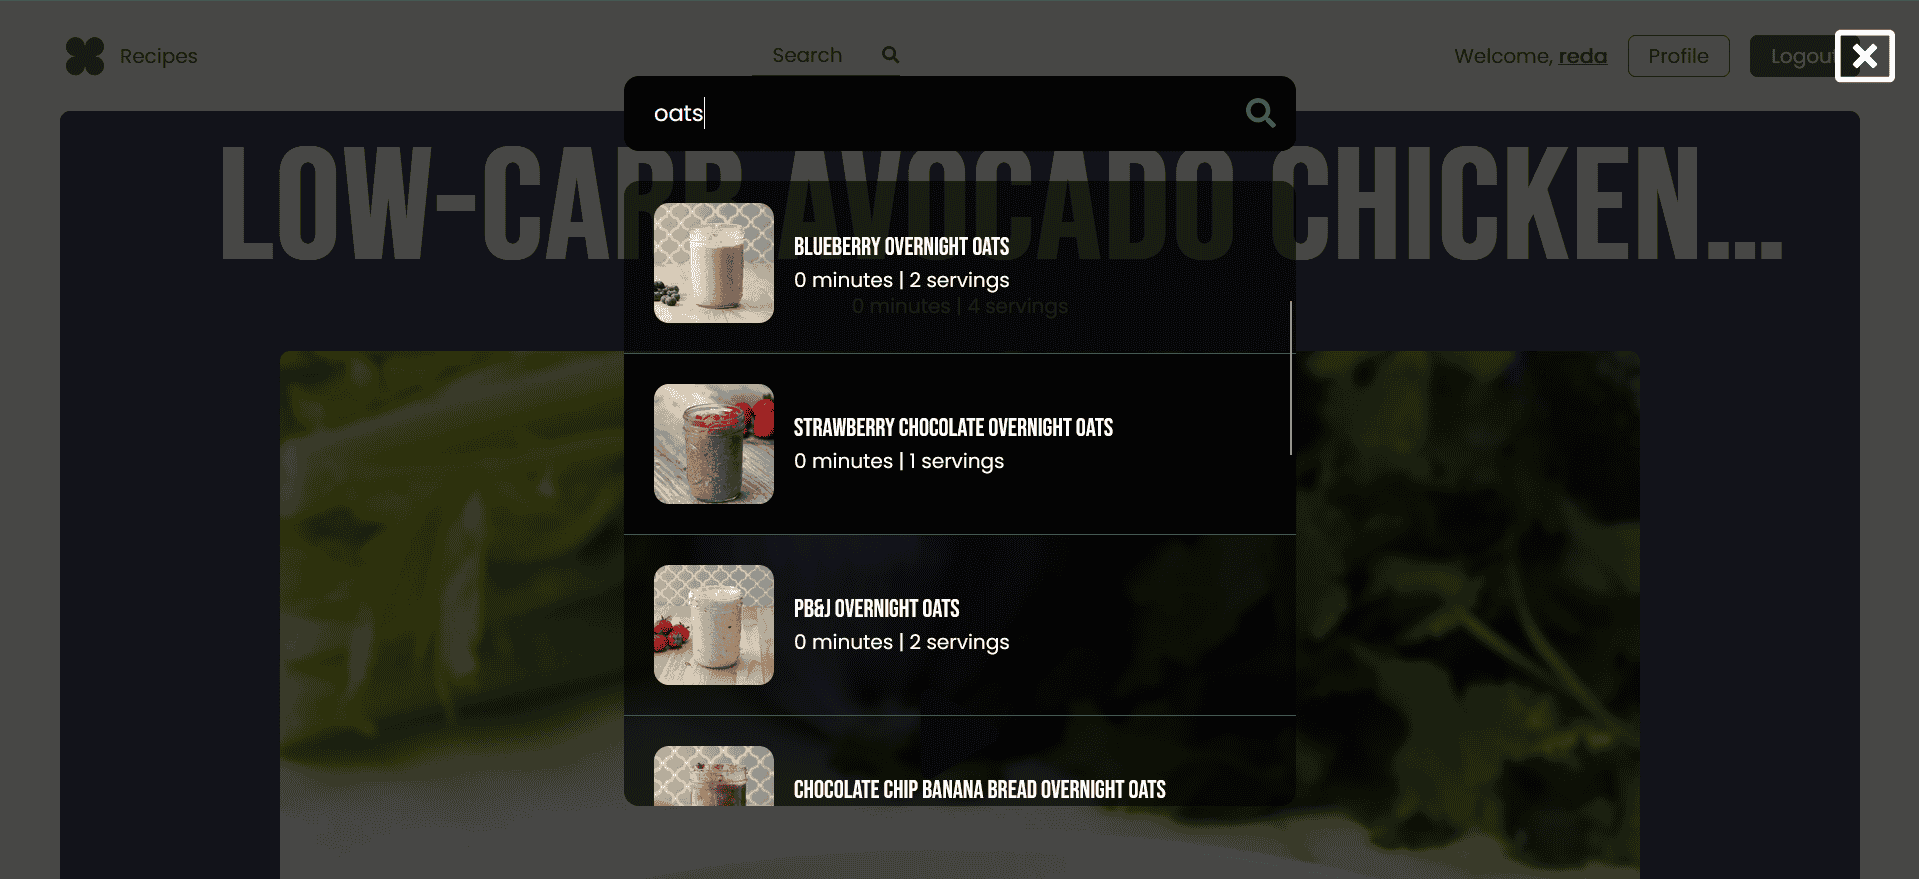 Recipes
Search
Welcome, reda
Profile
Logout
oats
LOW-CARB AVOCADO CHICKEN...
0 minutes | 4 servings
BLUEBERRY OVERNIGHT OATS
0 minutes | 2 servings
STRAWBERRY CHOCOLATE OVERNIGHT OATS
0 minutes | 1 servings
PB&J OVERNIGHT OATS
0 minutes | 2 servings
CHOCOLATE CHIP BANANA BREAD OVERNIGHT OATS